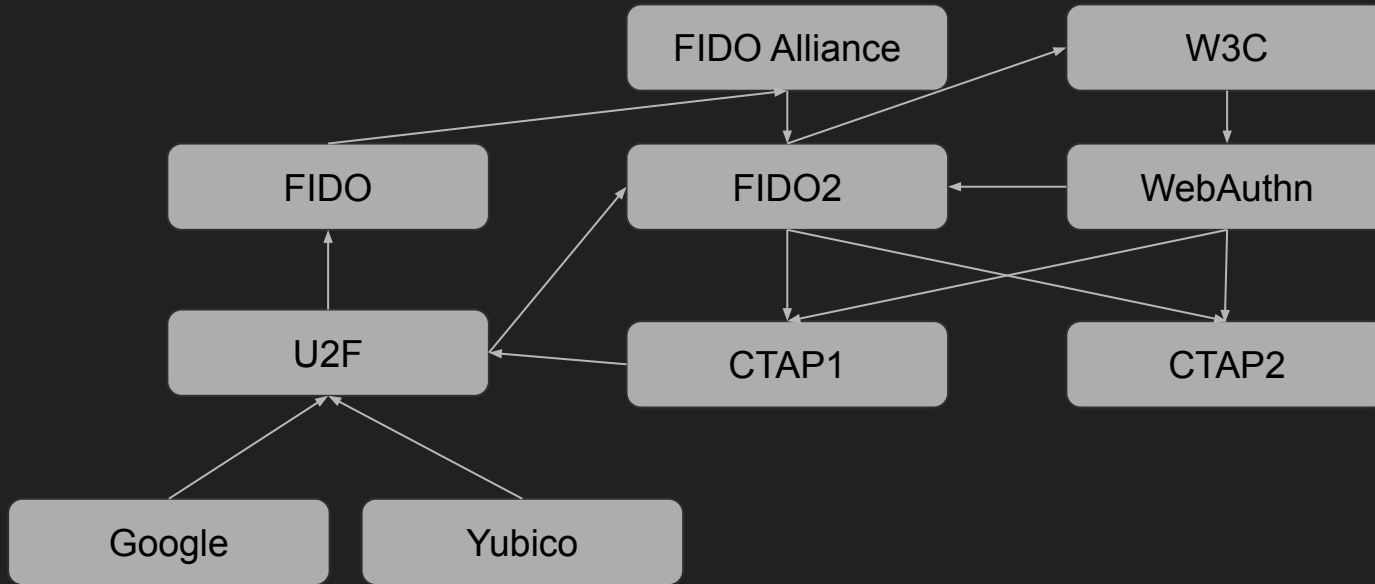 FIDO Alliance
W3C
FIDO
FIDO2
WebAuthn
U2F
CTAP1
CTAP2
Google
Yubico